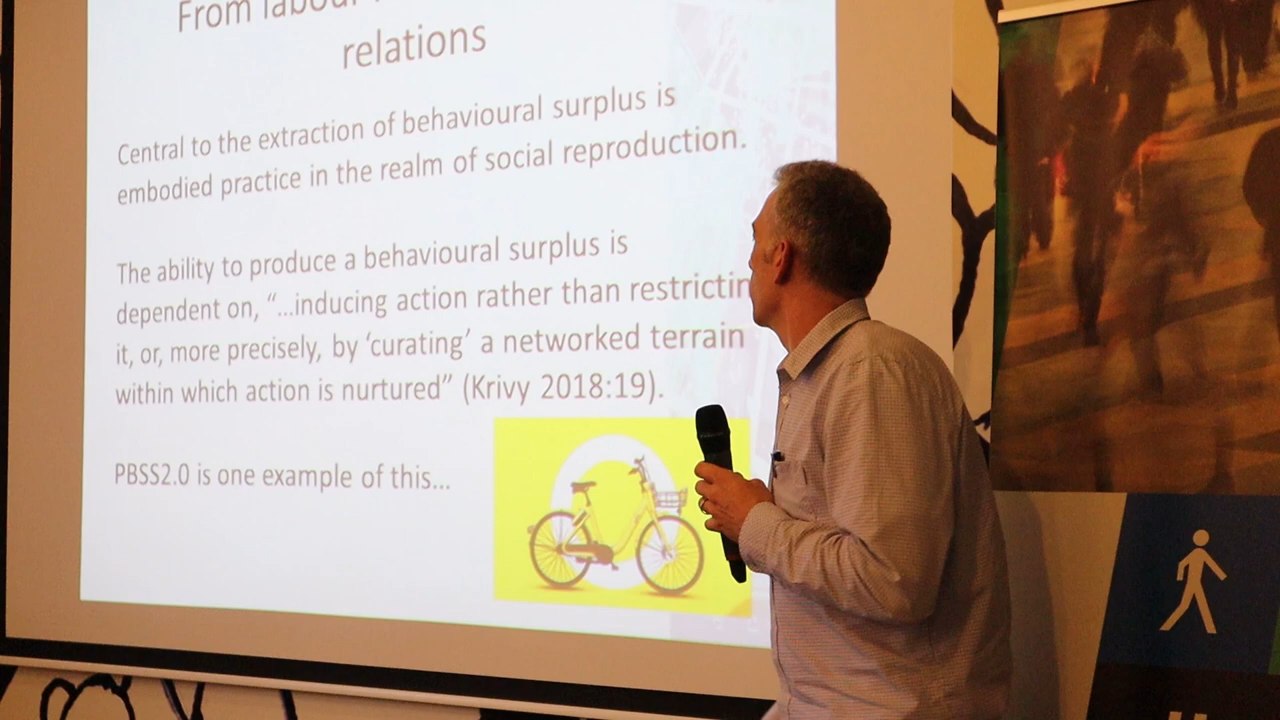 From labour
relations
Central to the extraction of behavioural surplus is
embodied practice in the realm of social reproduction.
The ability to produce a behavioural surplus is
dependent on, “…inducing action rather than restrictin
it, or, more precisely, by ‘curating’ a networked terrain
within which action is nurtured” (Krivy 2018:19).
PBSS2.0 is one example of this...